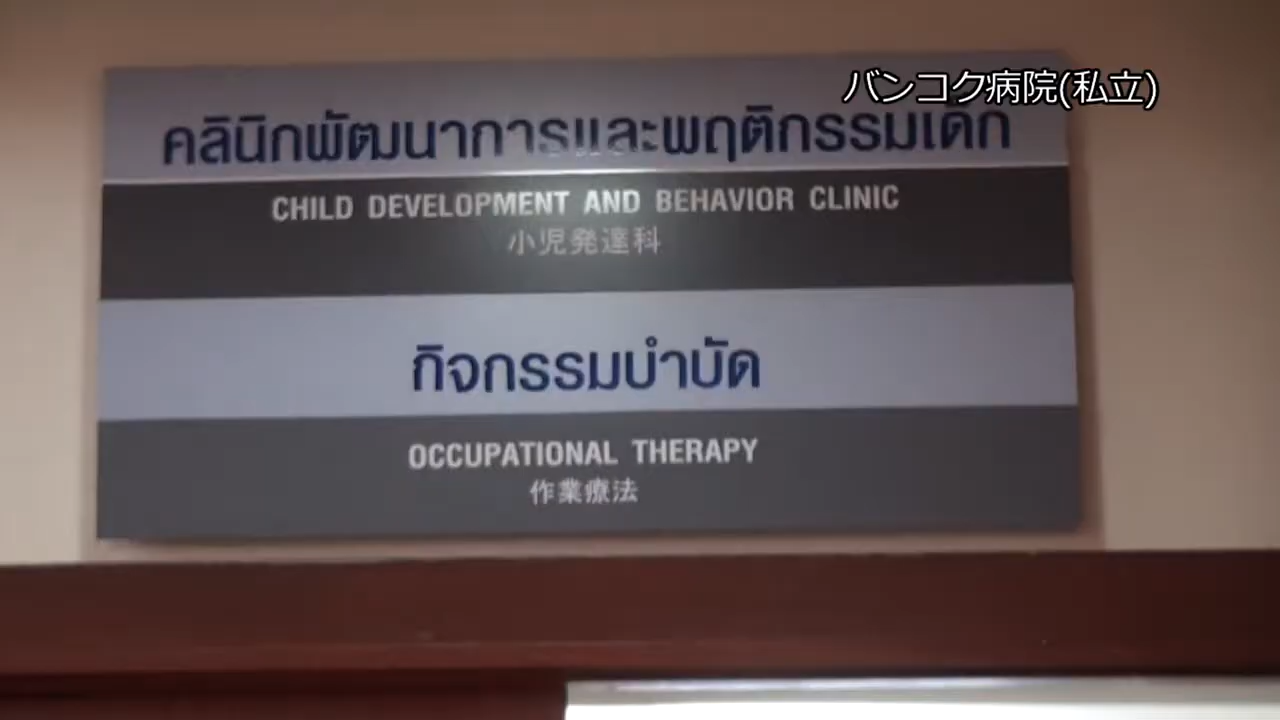 バンコク病院(私立)
คลินิกพัฒนาการและพฤติกรรมเด็ก
CHILD DEVELOPMENT AND BEHAVIOR CLINIC
小児発達科
กิจกรรมบำบัด
OCCUPATIONAL THERAPY
作業療法